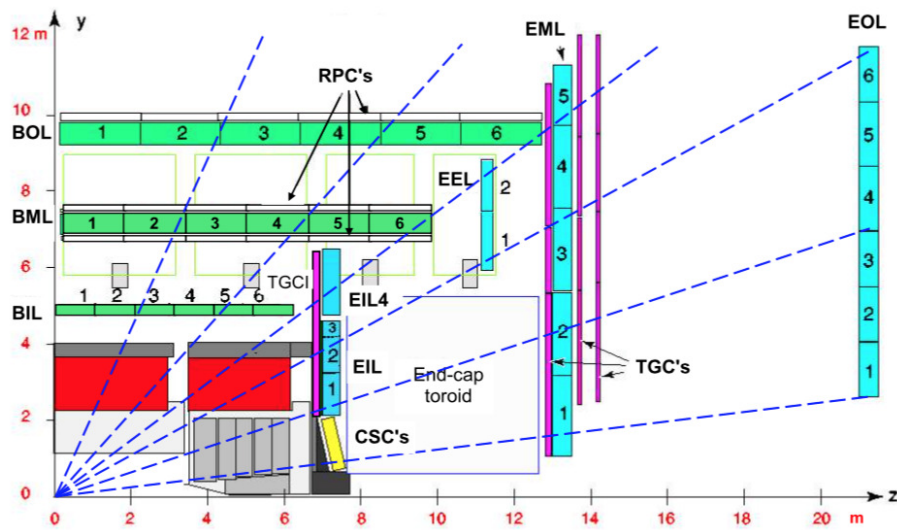 y
12 m
EML
EOL
RPC's
5
6
10
BOL
1 2 3 4 5 6
5
4
8
EEL
2
4
BML
1 2 3 4 5 6
1
3
3
6
TGCI
1 2 3 4 5 6
EIL4
BIL
2
3
4
2
EIL
2
TGC's
1
End-cap
toroid
1
1
2
CSC's
0
z
0 2 4 6 8 10 12 14 16 18 20 m